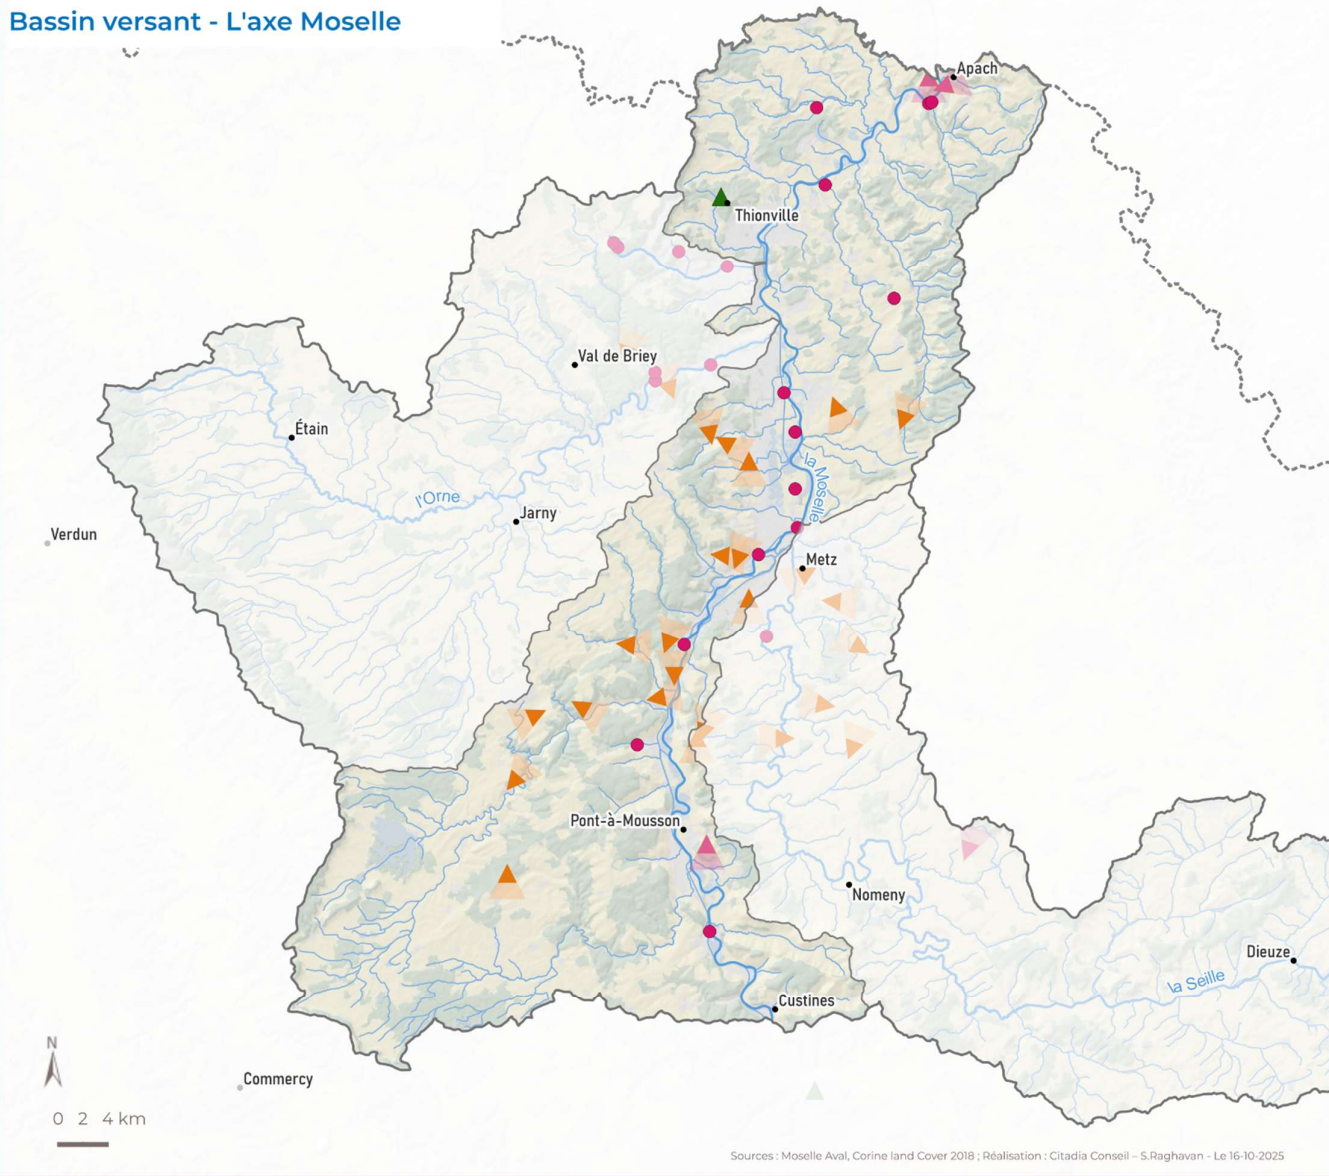 Bassin versant - L'axe Moselle
Apach
Thionville
Val de Briey
Étain
l'Orne
la Moselle
Jarny
Verdun
Metz
Pont-à-Mousson
Nomeny
Dieuze
la Seille
Custines
N
Commercy
0 2 4 km
Sources : Moselle Aval, Corine land Cover 2018 ; Réalisation : Citadia Conseil – S.Raghavan - Le 16-10-2025